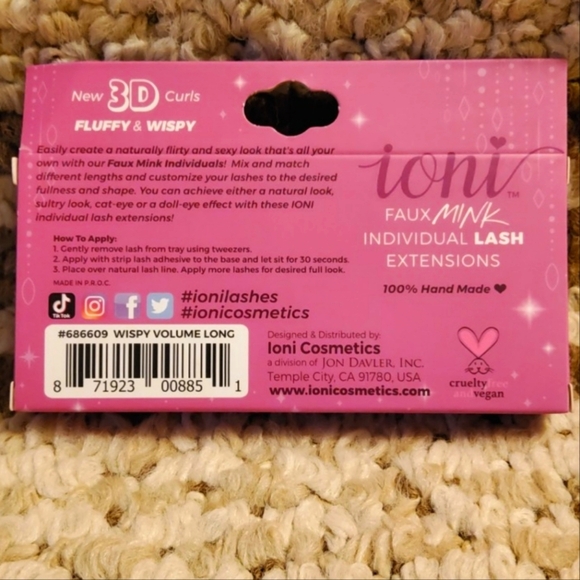 New 3D Curls
FLUFFY & WISPY
Easily create a naturally flirty and sexy look that's all your
own with our Faux Mink Individuals! Mix and match
different lengths and customize your lashes to the desired
fullness and shape. You can achieve either a natural look,
sultry look, cat-eye or a doll-eye effect with these IONI
individual lash extensions!
How To Apply:
1. Gently remove lash from tray using tweezers.
2. Apply with strip lash adhesive to the base and let sit for 30 seconds.
3. Place over natural lash line. Apply more lashes for desired full look.
MADE IN P.R.O.C.
TikTok
#ionilashes
#ionicosmetics
#686609 WISPY VOLUME LONG
8 71923 00885 1
ioni™
FAUX MINK
INDIVIDUAL LASH
EXTENSIONS
100% Hand Made ♥
Designed & Distributed by:
Ioni Cosmetics
a division of JON DAVLER, INC.
Temple City, CA 91780, USA
www.ionicosmetics.com
cruelty free
and vegan